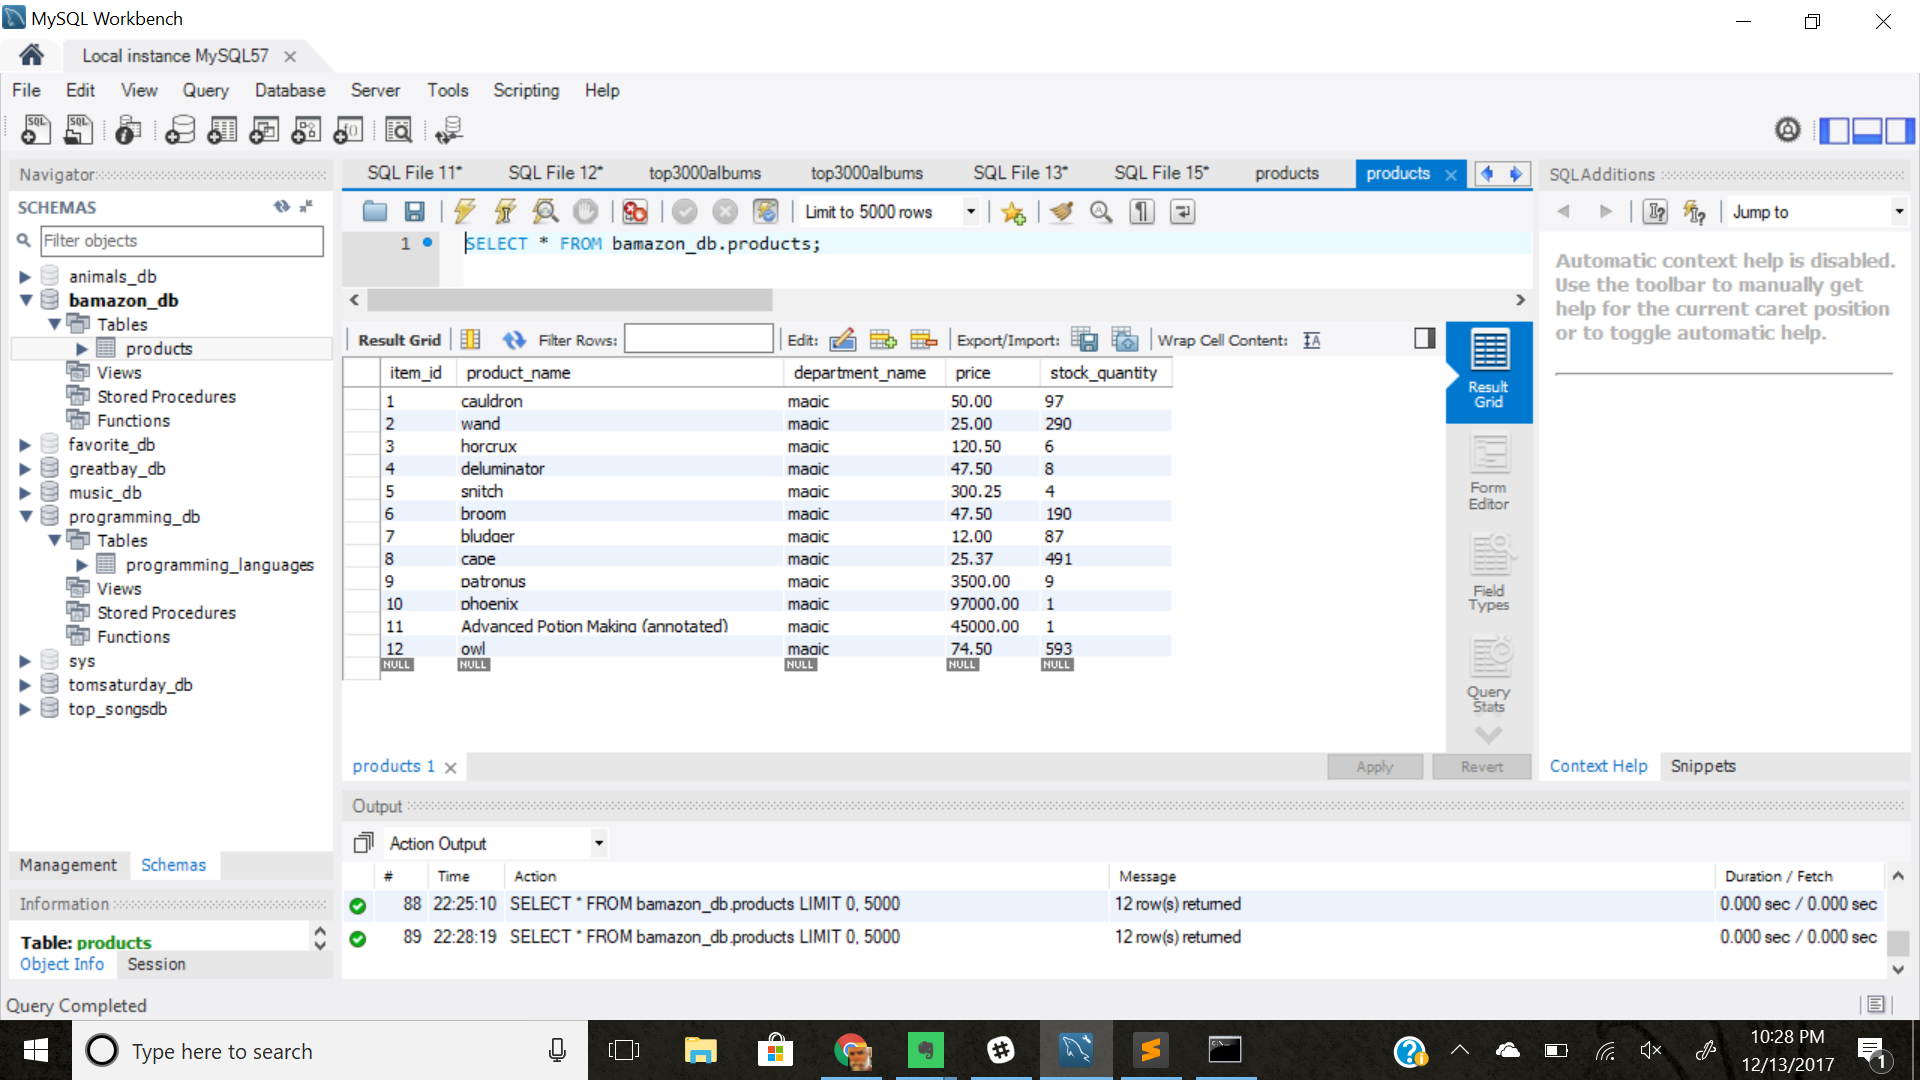 MySQL Workbench
Local instance MySQL57
File Edit View Query Database Server Tools Scripting Help
Navigator
SCHEMAS
Filter objects
animals_db
bamazon_db
Tables
products
Views
Stored Procedures
Functions
favorite_db
greatbay_db
music_db
programming_db
Tables
programming_languages
Views
Stored Procedures
Functions
sys
tomsaturday_db
top_songsdb
Management Schemas
Information
Table: products
Object Info Session
SQL File 11* SQL File 12* top3000albums top3000albums SQL File 13* SQL File 15* products products
Limit to 5000 rows
1 SELECT * FROM bamazon_db.products;
Result Grid Filter Rows: Edit: Export/Import: Wrap Cell Content:
item_id product_name department_name price stock_quantity
1 cauldron magic 50.00 97
2 wand magic 25.00 290
3 horcrux magic 120.50 6
4 deluminator magic 47.50 8
5 snitch magic 300.25 4
6 broom magic 47.50 190
7 bludger magic 12.00 87
8 cape magic 25.37 491
9 patronus magic 3500.00 9
10 phoenix magic 97000.00 1
11 Advanced Potion Making (annotated) magic 45000.00 1
12 owl magic 74.50 593
NULL NULL NULL NULL NULL
Result Grid
Form Editor
Field Types
Query Stats
products 1
Apply Revert
SQLAdditions
Jump to
Automatic context help is disabled.
Use the toolbar to manually get
help for the current caret position
or to toggle automatic help.
Context Help Snippets
Output
Action Output
# Time Action Message Duration / Fetch
88 22:25:10 SELECT * FROM bamazon_db.products LIMIT 0, 5000 12 row(s) returned 0.000 sec / 0.000 sec
89 22:28:19 SELECT * FROM bamazon_db.products LIMIT 0, 5000 12 row(s) returned 0.000 sec / 0.000 sec
Query Completed
Type here to search
10:28 PM
12/13/2017
1